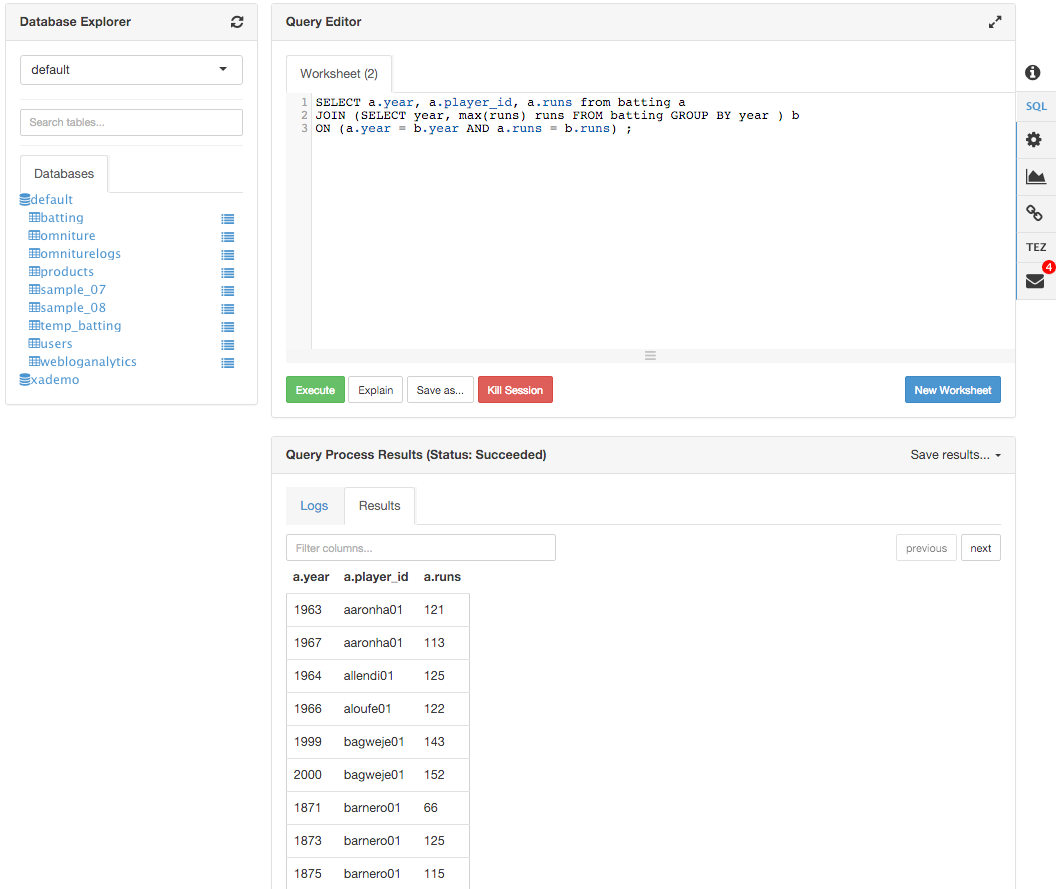 Database Explorer
default
Search tables...
Databases
default
batting
omniture
omniturelogs
products
sample_07
sample_08
temp_batting
users
webloganalytics
xademo
Query Editor
Worksheet (2)
1 SELECT a.year, a.player_id, a.runs from batting a
2 JOIN (SELECT year, max(runs) runs FROM batting GROUP BY year ) b
3 ON (a.year = b.year AND a.runs = b.runs) ;
Execute Explain Save as... Kill Session New Worksheet
Query Process Results (Status: Succeeded) Save results...
Logs Results
Filter columns... previous next
a.year a.player_id a.runs
1963 aaronha01 121
1967 aaronha01 113
1964 allendi01 125
1966 aloufe01 122
1999 bagweje01 143
2000 bagweje01 152
1871 barnero01 66
1873 barnero01 125
1875 barnero01 115
SQL
TEZ
4